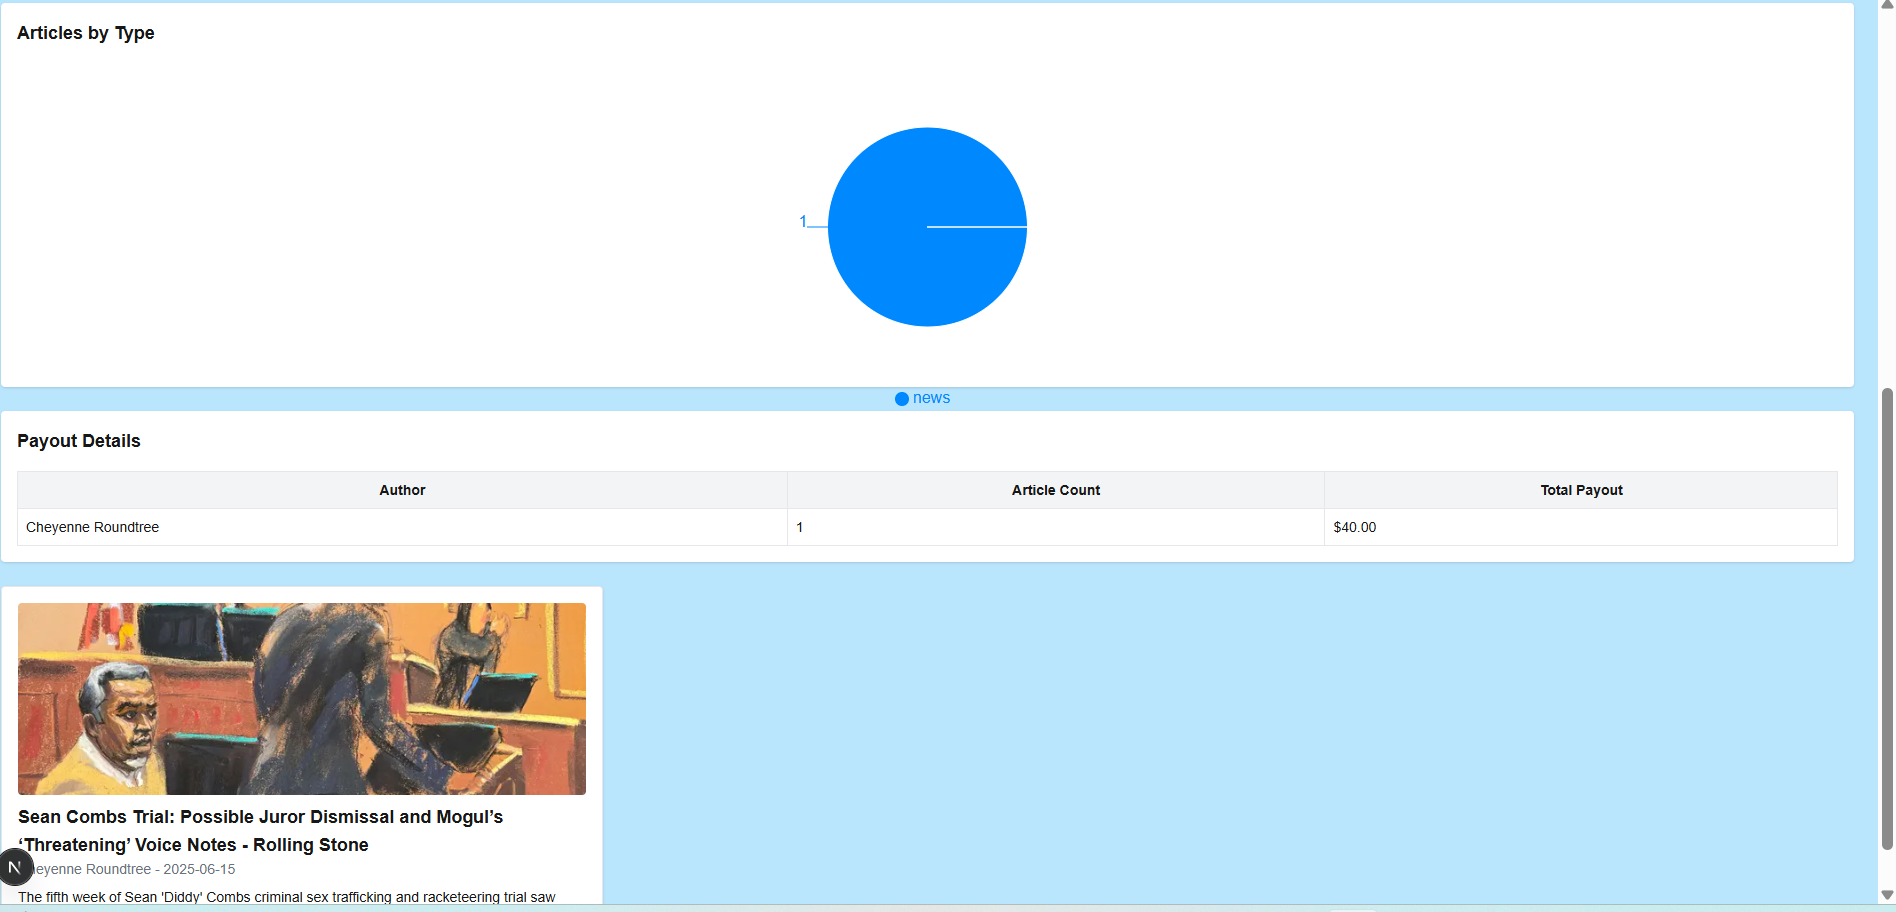 Articles by Type
1
news
Payout Details
Author Article Count Total Payout
Cheyenne Roundtree 1 $40.00
Sean Combs Trial: Possible Juror Dismissal and Mogul’s
‘Threatening’ Voice Notes - Rolling Stone
N
eyenne Roundtree - 2025-06-15
The fifth week of Sean 'Diddy' Combs criminal sex trafficking and racketeering trial saw